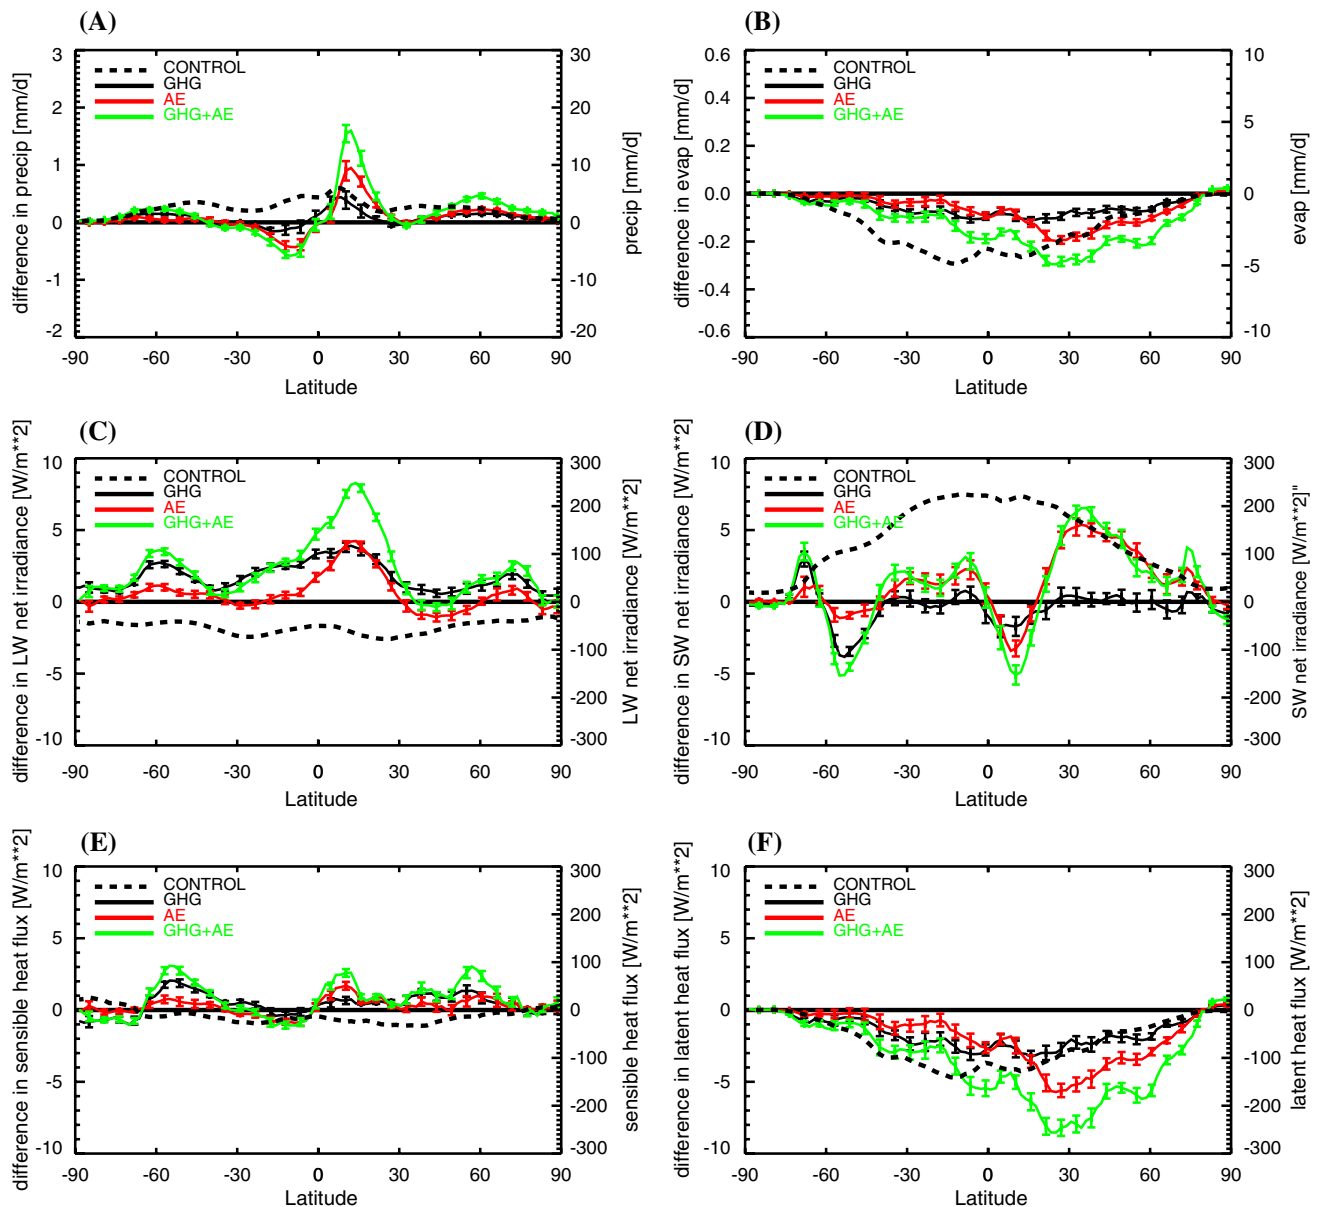 (A)
3
2
1
0
-1
-2
30
20
10
0
-10
-20
CONTROL
GHG
AE
GHG+AE
difference in precip [mm/d]
precip [mm/d]
-90 -60 -30 0 30 60 90
Latitude
(B)
0.6
0.4
0.2
0.0
-0.2
-0.4
-0.6
10
5
0
-5
-10
CONTROL
GHG
AE
GHG+AE
difference in evap [mm/d]
evap [mm/d]
-90 -60 -30 0 30 60 90
Latitude
(C)
10
5
0
-5
-10
300
200
100
0
-100
-200
-300
CONTROL
GHG
AE
GHG+AE
difference in LW net irradiance [W/m**2]
LW net irradiance [W/m**2]
-90 -60 -30 0 30 60 90
Latitude
(D)
10
5
0
-5
-10
300
200
100
0
-100
-200
-300
CONTROL
GHG
AE
GHG+AE
difference in SW net irradiance [W/m**2]
SW net irradiance [W/m**2]"
-90 -60 -30 0 30 60 90
Latitude
(E)
10
5
0
-5
-10
300
200
100
0
-100
-200
-300
CONTROL
GHG
AE
GHG+AE
difference in sensible heat flux [W/m**2]
sensible heat flux [W/m**2]
-90 -60 -30 0 30 60 90
Latitude
(F)
10
5
0
-5
-10
300
200
100
0
-100
-200
-300
CONTROL
GHG
AE
GHG+AE
difference in latent heat flux [W/m**2]
latent heat flux [W/m**2]
-90 -60 -30 0 30 60 90
Latitude